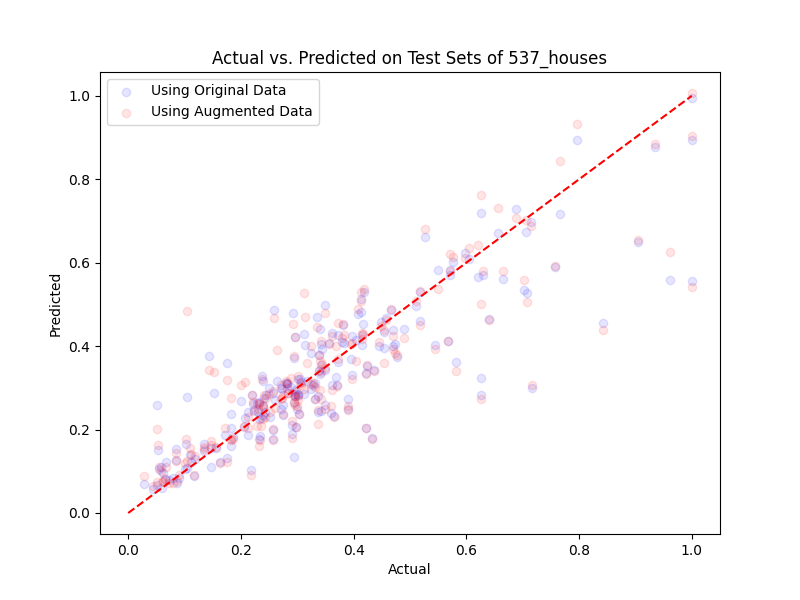 Actual vs. Predicted on Test Sets of 537_houses
Using Original Data
Using Augmented Data
1.0
0.8
0.6
0.4
0.2
0.0
Predicted
0.0 0.2 0.4 0.6 0.8 1.0
Actual